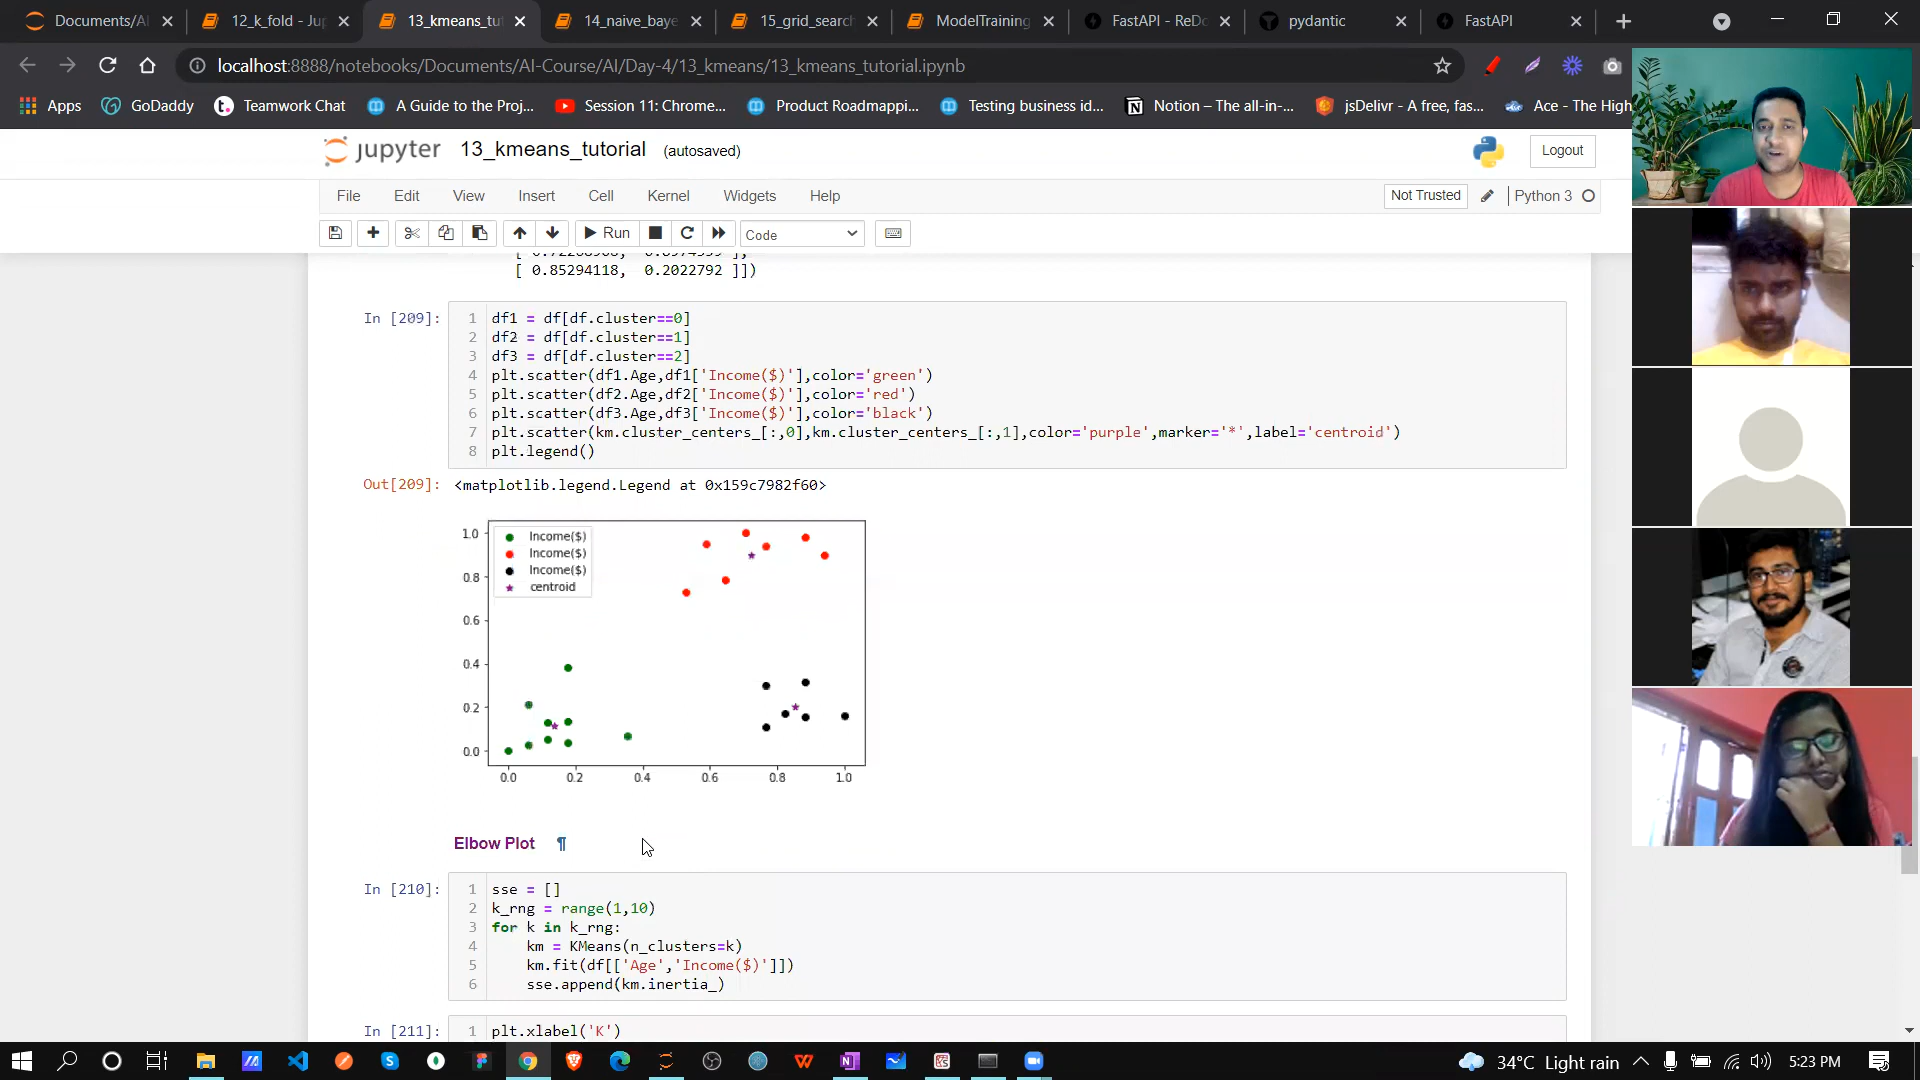 Documents/AI
12_k_fold - Jup
13_kmeans_tut
14_naive_baye
15_grid_search
ModelTraining
FastAPI - ReDo
pydantic
FastAPI
localhost:8888/notebooks/Documents/AI-Course/AI/Day-4/13_kmeans/13_kmeans_tutorial.ipynb
Apps
GoDaddy
Teamwork Chat
A Guide to the Proj...
Session 11: Chrome...
Product Roadmappi...
Testing business id...
Notion – The all-in-...
jsDelivr - A free, fas...
Ace - The High
jupyter 13_kmeans_tutorial (autosaved)
Logout
File Edit View Insert Cell Kernel Widgets Help
Not Trusted
Python 3
Run
Code
[ 0.85294118, 0.2022792 ]])
In [209]:
1 df1 = df[df.cluster==0]
2 df2 = df[df.cluster==1]
3 df3 = df[df.cluster==2]
4 plt.scatter(df1.Age,df1['Income($)'],color='green')
5 plt.scatter(df2.Age,df2['Income($)'],color='red')
6 plt.scatter(df3.Age,df3['Income($)'],color='black')
7 plt.scatter(km.cluster_centers_[:,0],km.cluster_centers_[:,1],color='purple',marker='*',label='centroid')
8 plt.legend()
Out[209]: <matplotlib.legend.Legend at 0x159c7982f60>
Income($)
Income($)
Income($)
centroid
1.0
0.8
0.6
0.4
0.2
0.0
0.0 0.2 0.4 0.6 0.8 1.0
Elbow Plot ¶
In [210]:
1 sse = []
2 k_rng = range(1,10)
3 for k in k_rng:
4 km = KMeans(n_clusters=k)
5 km.fit(df[['Age','Income($)']])
6 sse.append(km.inertia_)
In [211]:
1 plt.xlabel('K')
34°C Light rain
5:23 PM